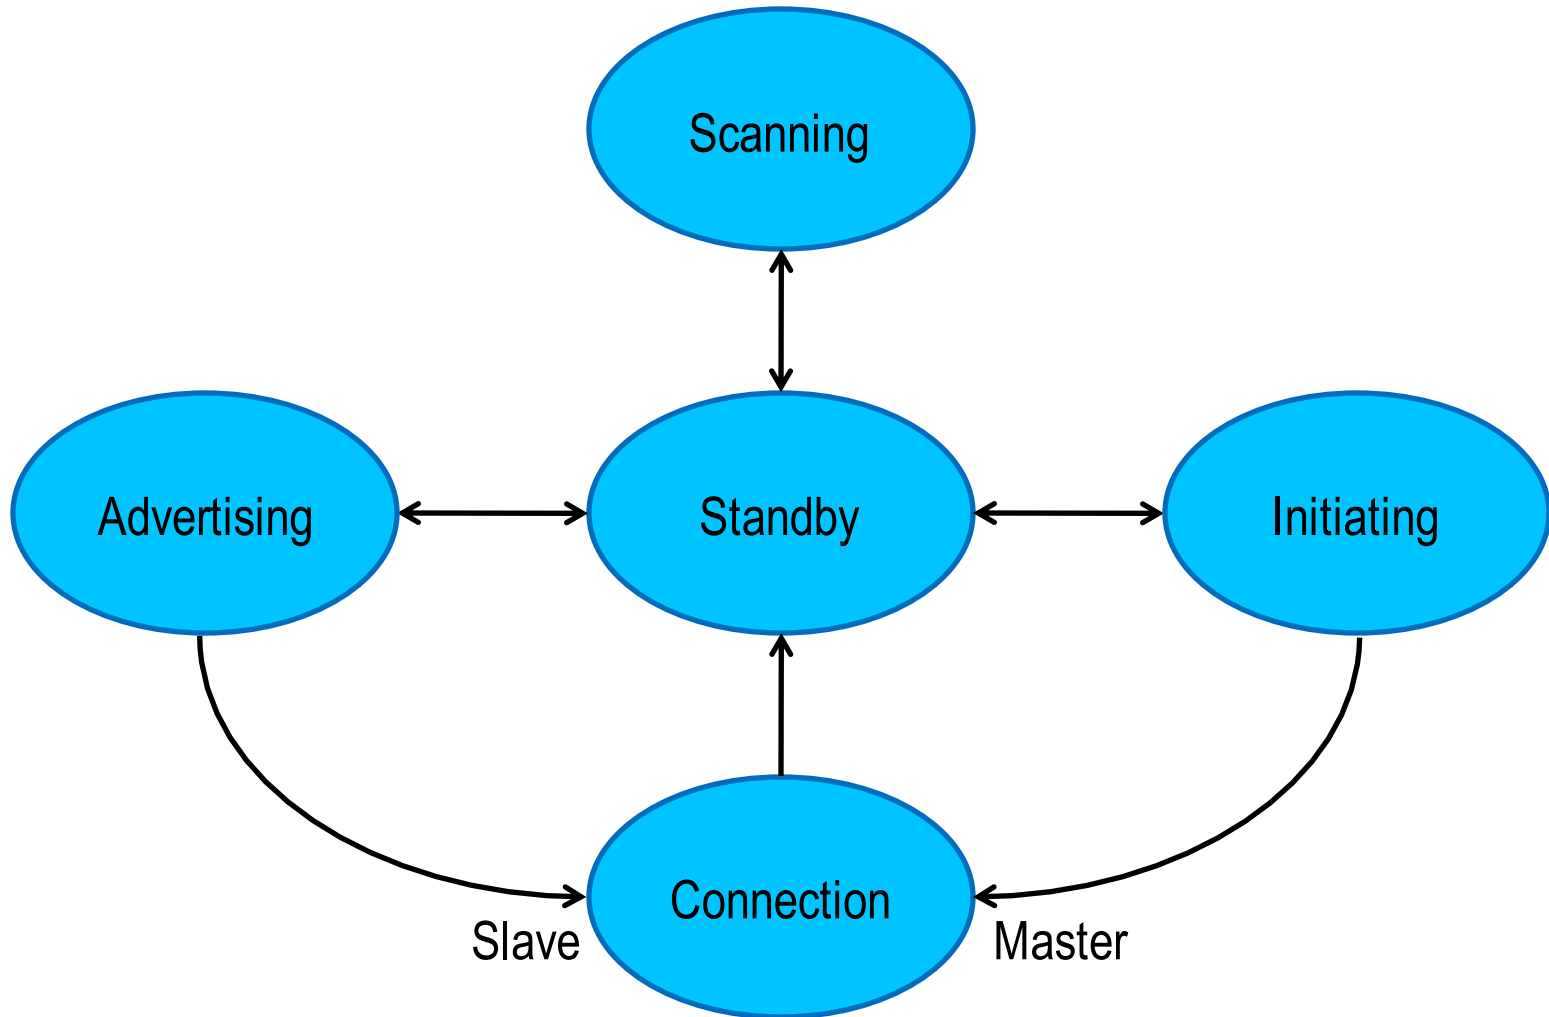 Scanning
Advertising
Standby
Initiating
Connection
Slave
Master